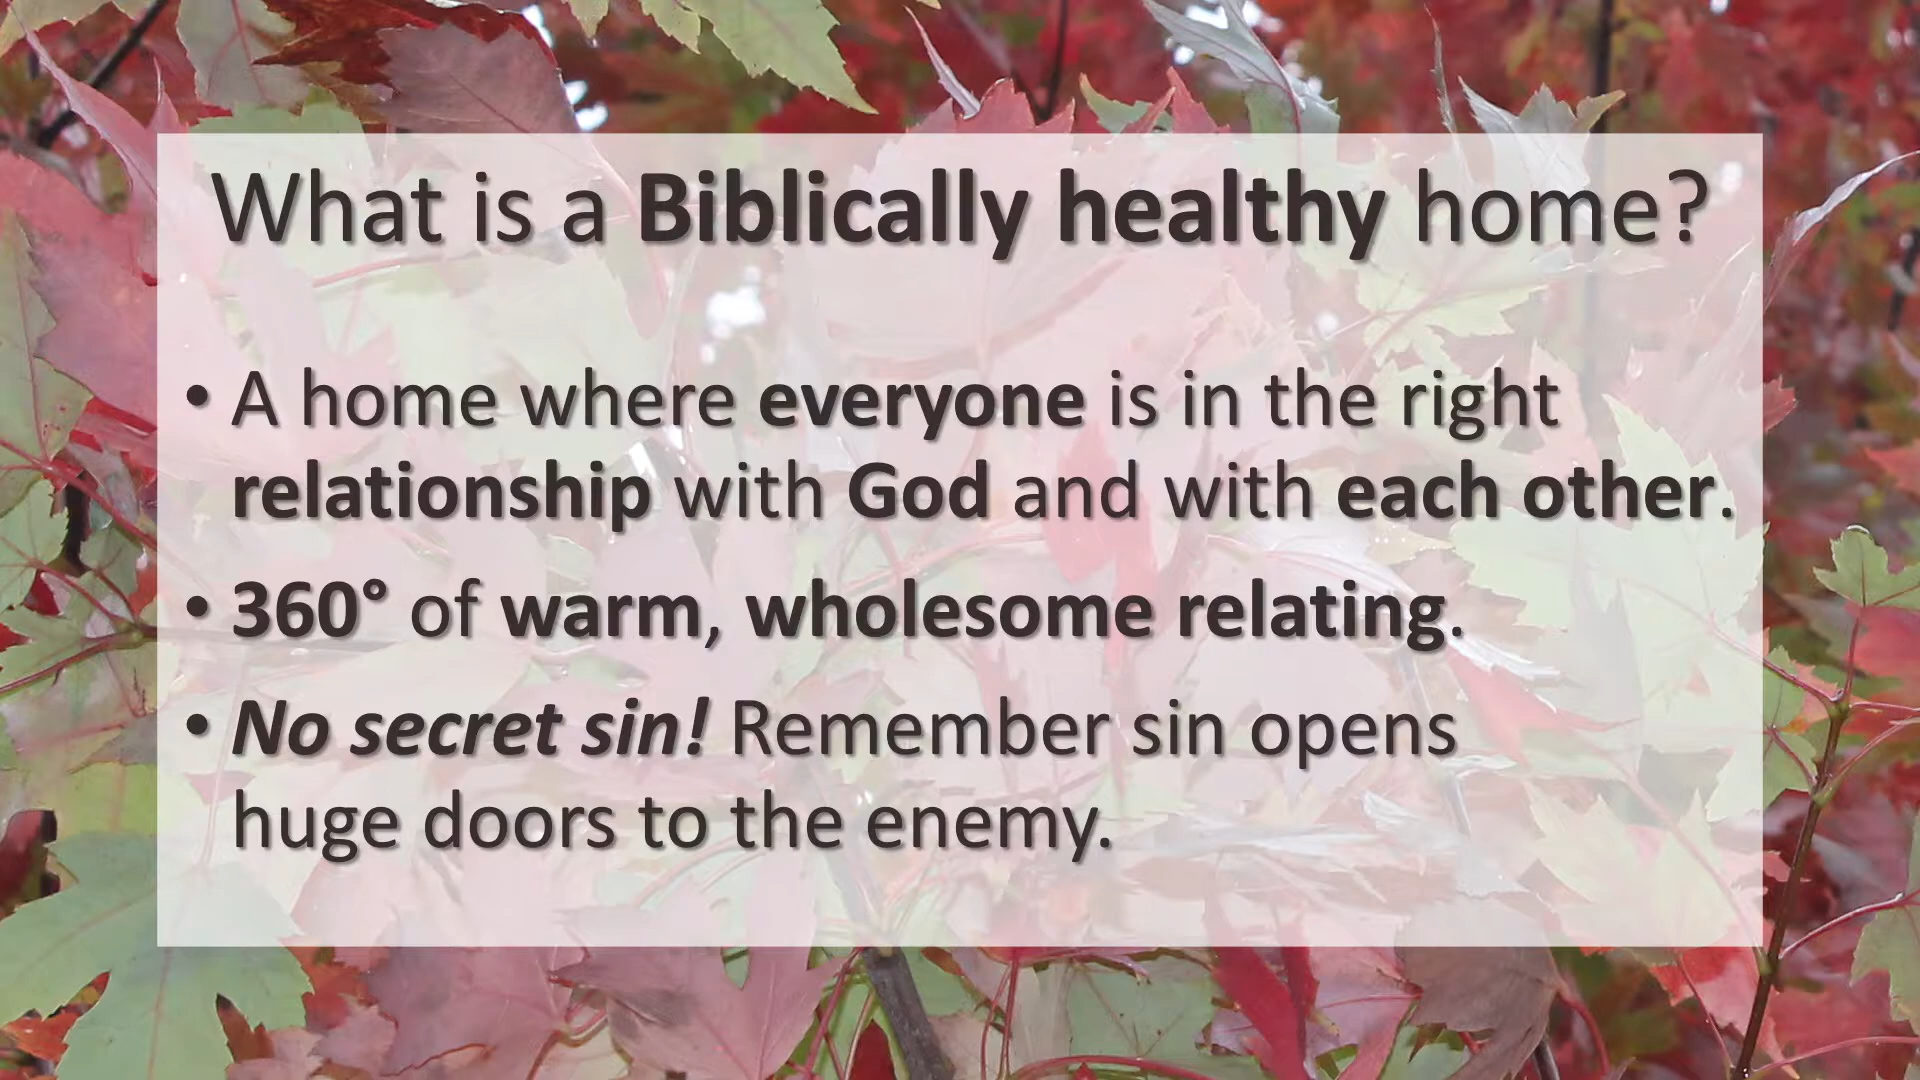 What is a Biblically healthy home?
• A home where everyone is in the right
relationship with God and with each other.
• 360° of warm, wholesome relating.
• No secret sin! Remember sin opens
huge doors to the enemy.